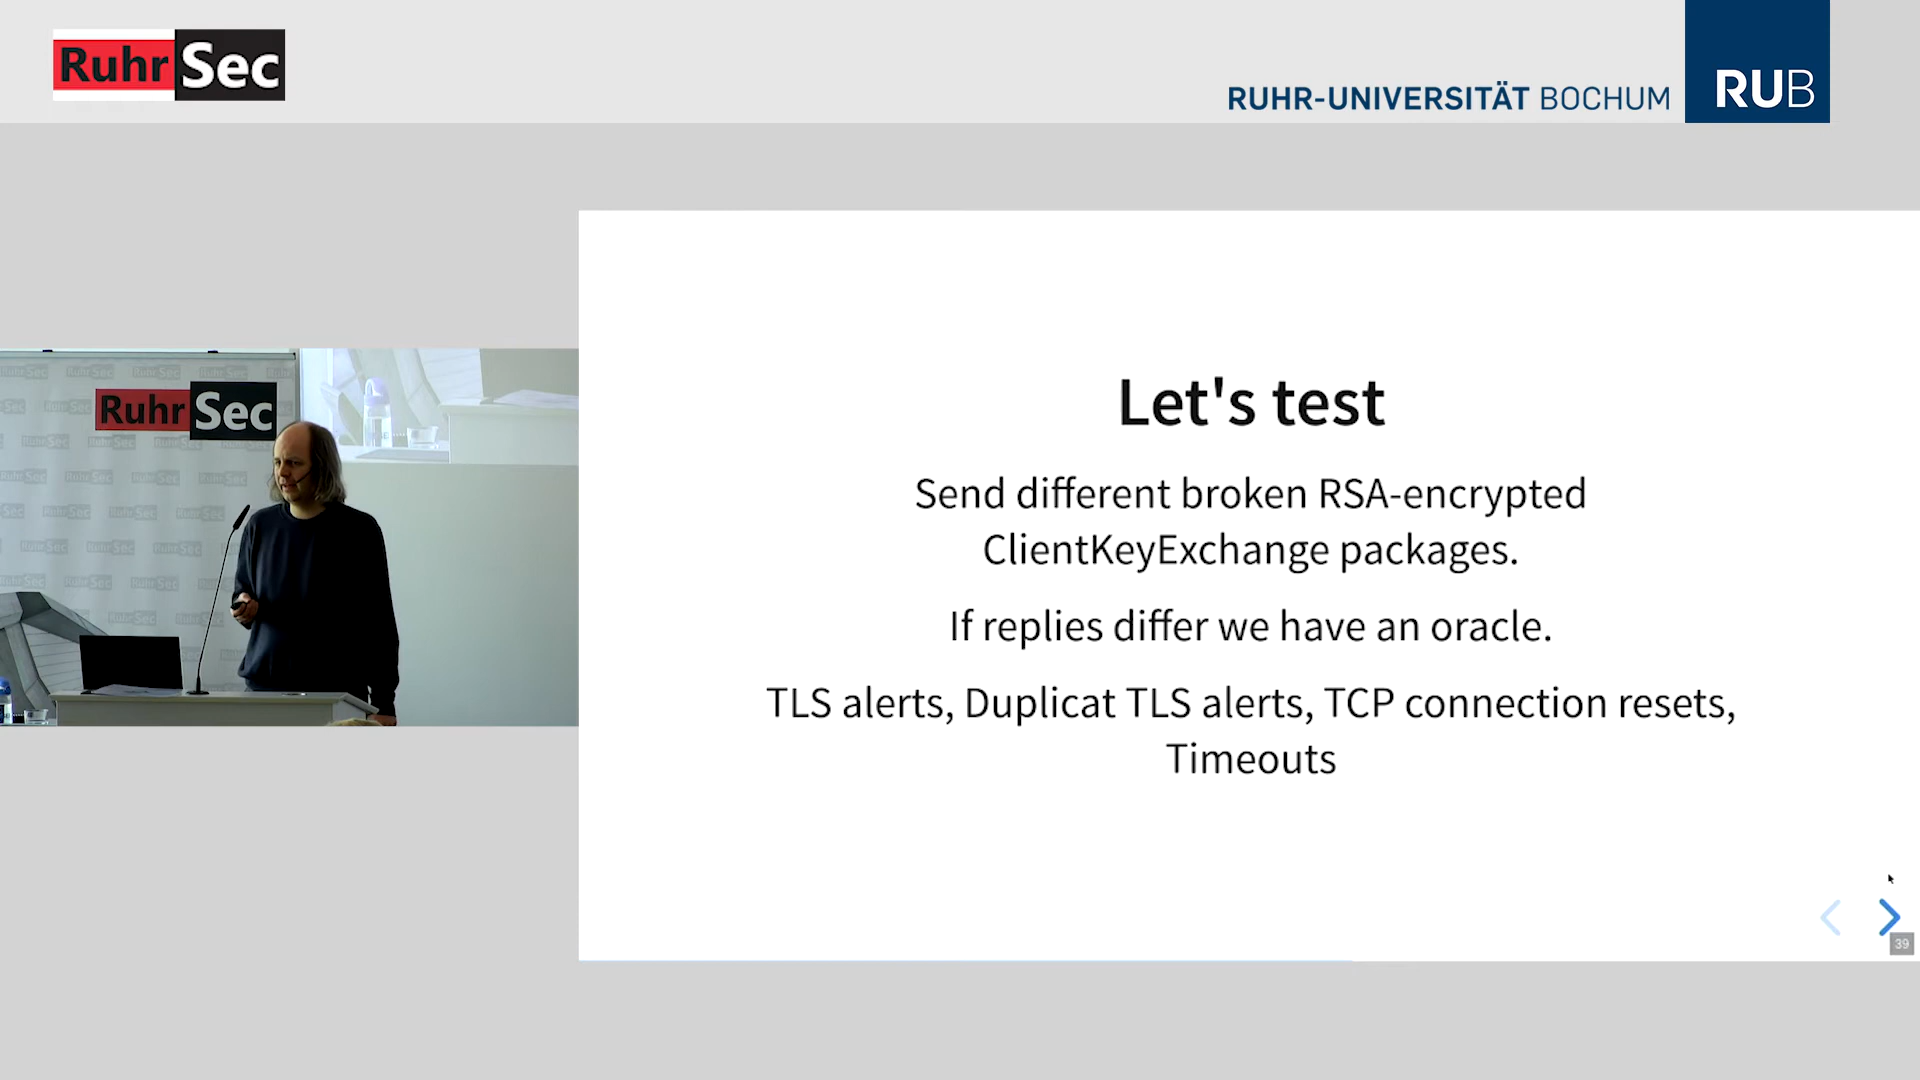 RuhrSec
RUHR-UNIVERSITÄT BOCHUM
RUB
RuhrSec
Let's test
Send different broken RSA-encrypted
ClientKeyExchange packages.
If replies differ we have an oracle.
TLS alerts, Duplicat TLS alerts, TCP connection resets,
Timeouts
39